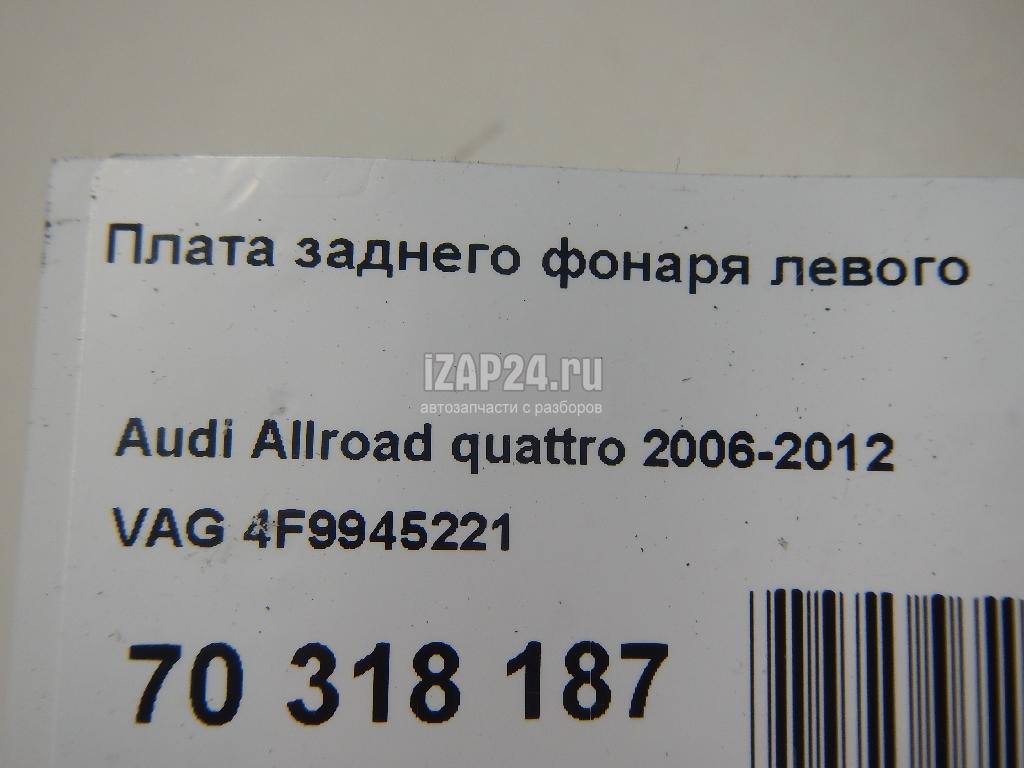 Плата заднего фонаря левого
iZAP24.ru
автозапчасти с разборов
Audi Allroad quattro 2006-2012
VAG 4F9945221
70 318 187